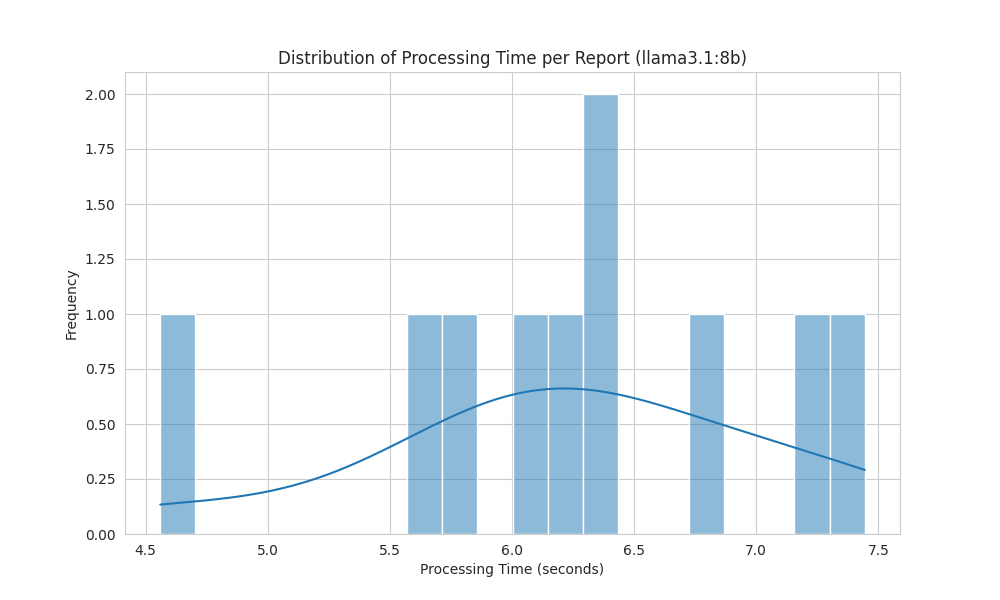 Distribution of Processing Time per Report (llama3.1:8b)
2.00
1.75
1.50
1.25
1.00
0.75
0.50
0.25
0.00
Frequency
4.5 5.0 5.5 6.0 6.5 7.0 7.5
Processing Time (seconds)